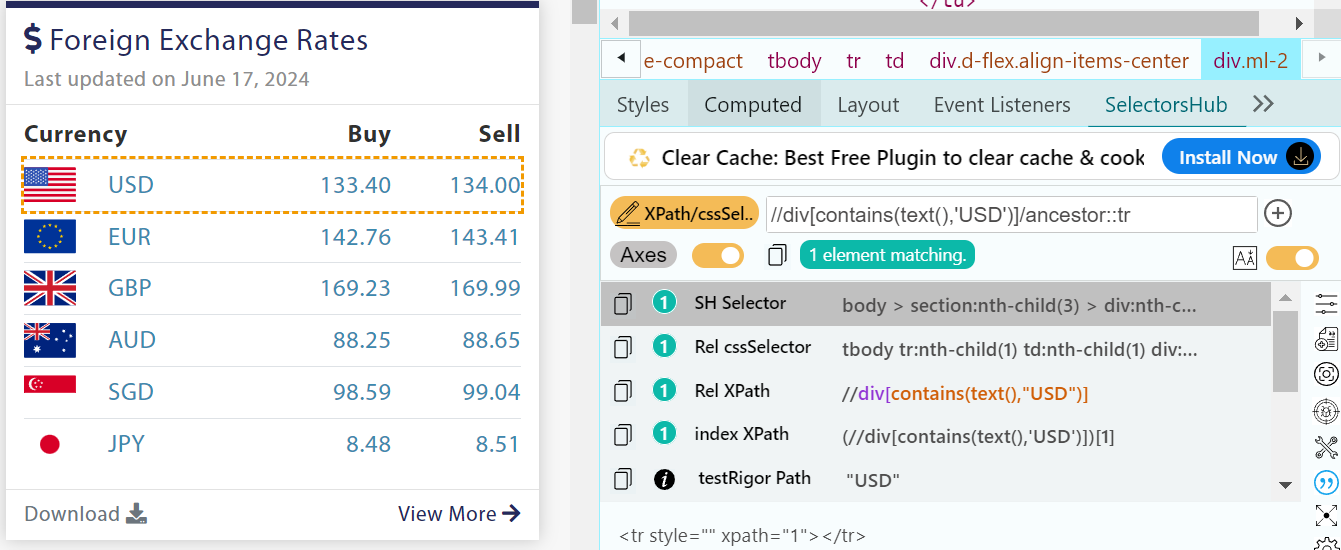 $ Foreign Exchange Rates
Last updated on June 17, 2024
Currency Buy Sell
USD 133.40 134.00
EUR 142.76 143.41
GBP 169.23 169.99
AUD 88.25 88.65
SGD 98.59 99.04
JPY 8.48 8.51
Download View More
</td>
e-compact tbody tr td div.d-flex.align-items-center div.ml-2
Styles Computed Layout Event Listeners SelectorsHub
Clear Cache: Best Free Plugin to clear cache & cook Install Now
XPath/cssSel.. //div[contains(text(),'USD')]/ancestor::tr
Axes 1 element matching.
1 SH Selector body > section:nth-child(3) > div:nth-c...
1 Rel cssSelector tbody tr:nth-child(1) td:nth-child(1) div:...
1 Rel XPath //div[contains(text(),"USD")]
1 index XPath (//div[contains(text(),'USD')])[1]
i testRigor Path "USD"
<tr style="" xpath="1"></tr>